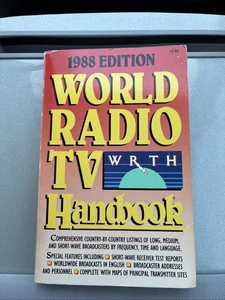 1988 EDITION
WORLD
RADIO
TV
WRTH
Handbook
COMPREHENSIVE COUNTRY-BY-COUNTRY LISTINGS OF LONG, MEDIUM,
AND SHORT-WAVE BROADCASTERS BY FREQUENCY, TIME AND LANGUAGE.
SPECIAL FEATURES INCLUDING ■ SHORT-WAVE RECEIVER TEST REPORTS
■ WORLDWIDE BROADCASTS IN ENGLISH ■ BROADCASTER ADDRESSES
AND PERSONNEL ■ COMPLETE WITH MAPS OF PRINCIPAL TRANSMITTER SITES